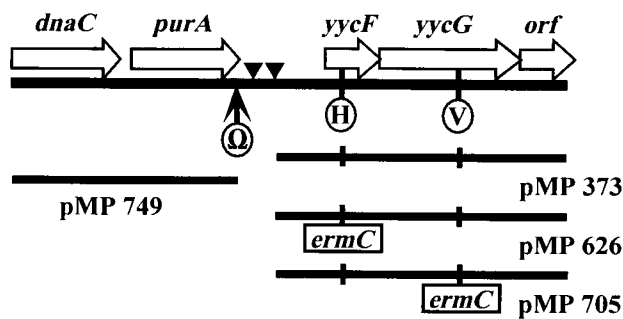 dnaC purA yycF yycG orf
Ω H V
pMP 373
pMP 749
ermC pMP 626
ermC pMP 705